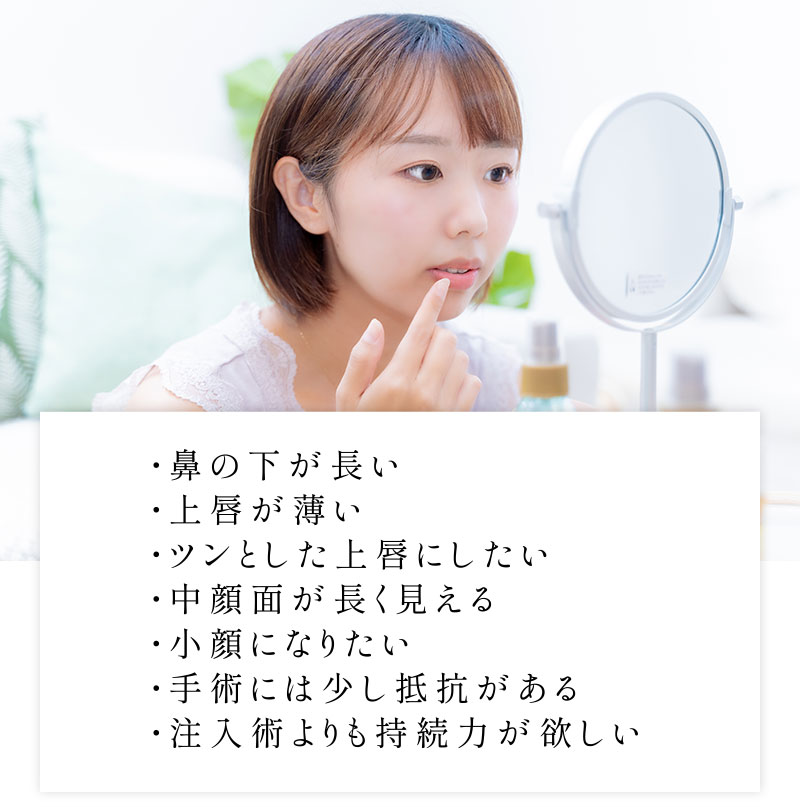 ・鼻の下が長い
・上唇が薄い
・ツンとした上唇にしたい
・中顔面が長く見える
・小顔になりたい
・手術には少し抵抗がある
・注入術よりも持続力が欲しい